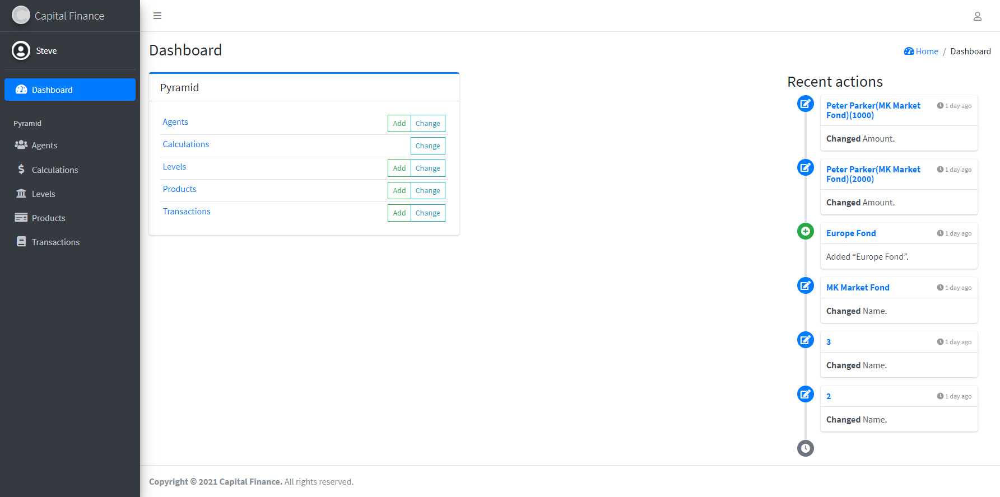 Capital Finance
Steve
Dashboard
Pyramid
Agents
Calculations
Levels
Products
Transactions
Dashboard
Home / Dashboard
Pyramid
Agents Add Change
Calculations Change
Levels Add Change
Products Add Change
Transactions Add Change
Recent actions
Peter Parker(MK Market 1 day ago
Fond)(1000)
Changed Amount.
Peter Parker(MK Market 1 day ago
Fond)(2000)
Changed Amount.
Europe Fond 1 day ago
Added “Europe Fond”.
MK Market Fond 1 day ago
Changed Name.
3 1 day ago
Changed Name.
2 1 day ago
Changed Name.
Copyright © 2021 Capital Finance. All rights reserved.